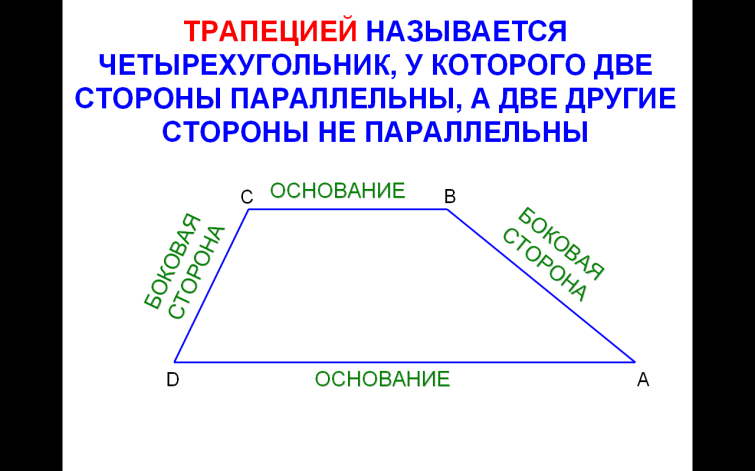 ТРАПЕЦИЕЙ НАЗЫВАЕТСЯ
ЧЕТЫРЕХУГОЛЬНИК, У КОТОРОГО ДВЕ
СТОРОНЫ ПАРАЛЛЕЛЬНЫ, А ДВЕ ДРУГИЕ
СТОРОНЫ НЕ ПАРАЛЛЕЛЬНЫ
C
ОСНОВАНИЕ
B
БОКОВАЯ
СТОРОНА
БОКОВАЯ
СТОРОНА
D
ОСНОВАНИЕ
A